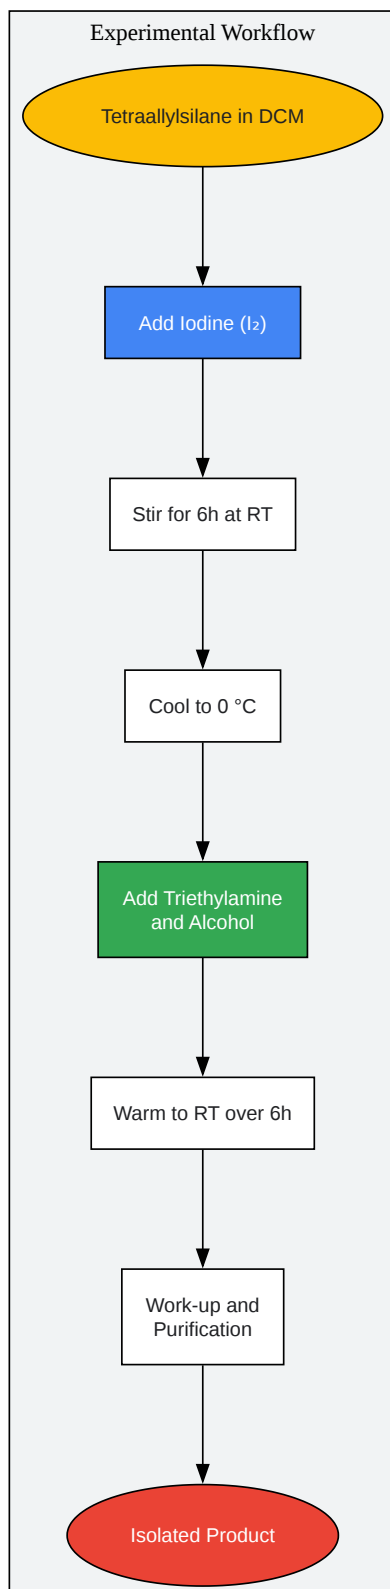 Experimental Workflow
Tetraallylsilane in DCM
Add Iodine (I₂)
Stir for 6h at RT
Cool to 0 °C
Add Triethylamine
and Alcohol
Warm to RT over 6h
Work-up and
Purification
Isolated Product